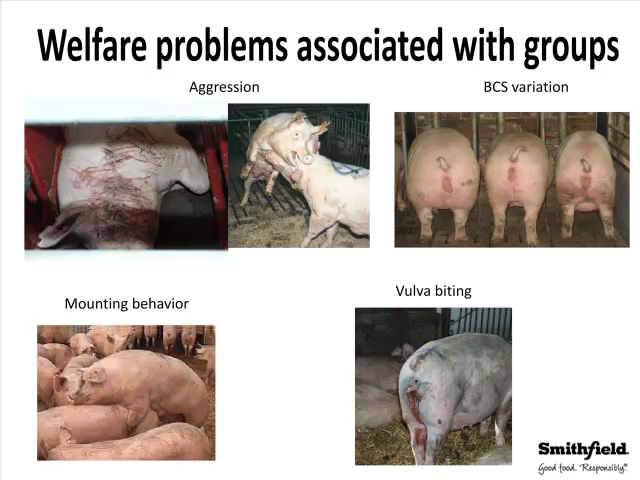 Welfare problems associated with groups
Aggression
BCS variation
Mounting behavior
Vulva biting
Smithfield.
Good food. Responsibly.®